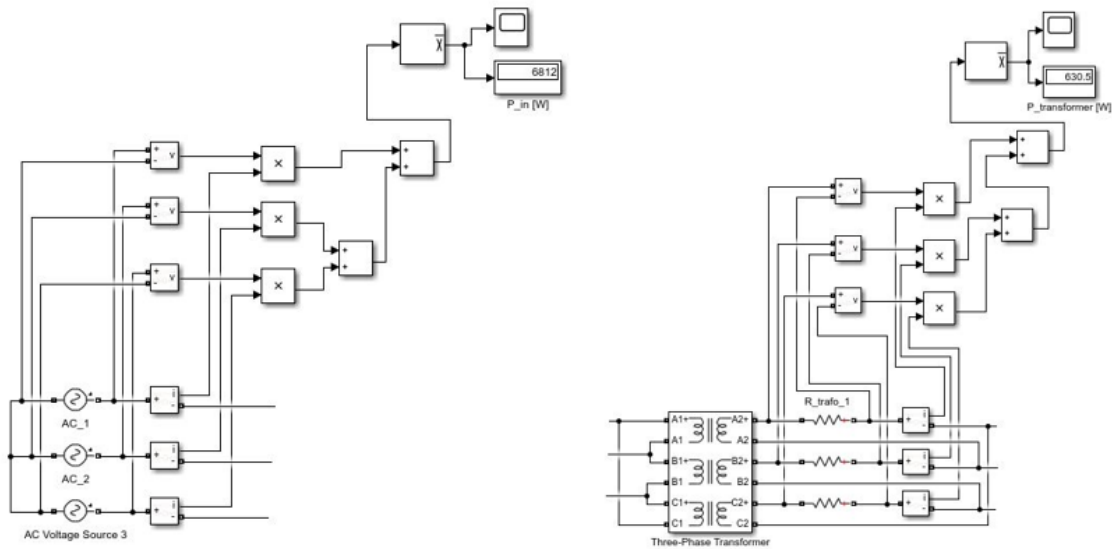 x̄
6812
P_in [W]
+
-
v
×
+
+
+
-
v
×
+
+
+
-
v
×
AC_1
+
i
-
AC_2
+
i
-
AC Voltage Source 3
+
i
-
x̄
630.5
P_transformer [W]
+
+
+
-
v
×
+
+
+
-
v
×
+
-
v
×
R_trafo_1
A1+
A2+
+
i
-
A1
A2
B1+
B2+
+
i
-
B1
B2
C1+
C2+
+
i
-
C1
C2
Three-Phase Transformer